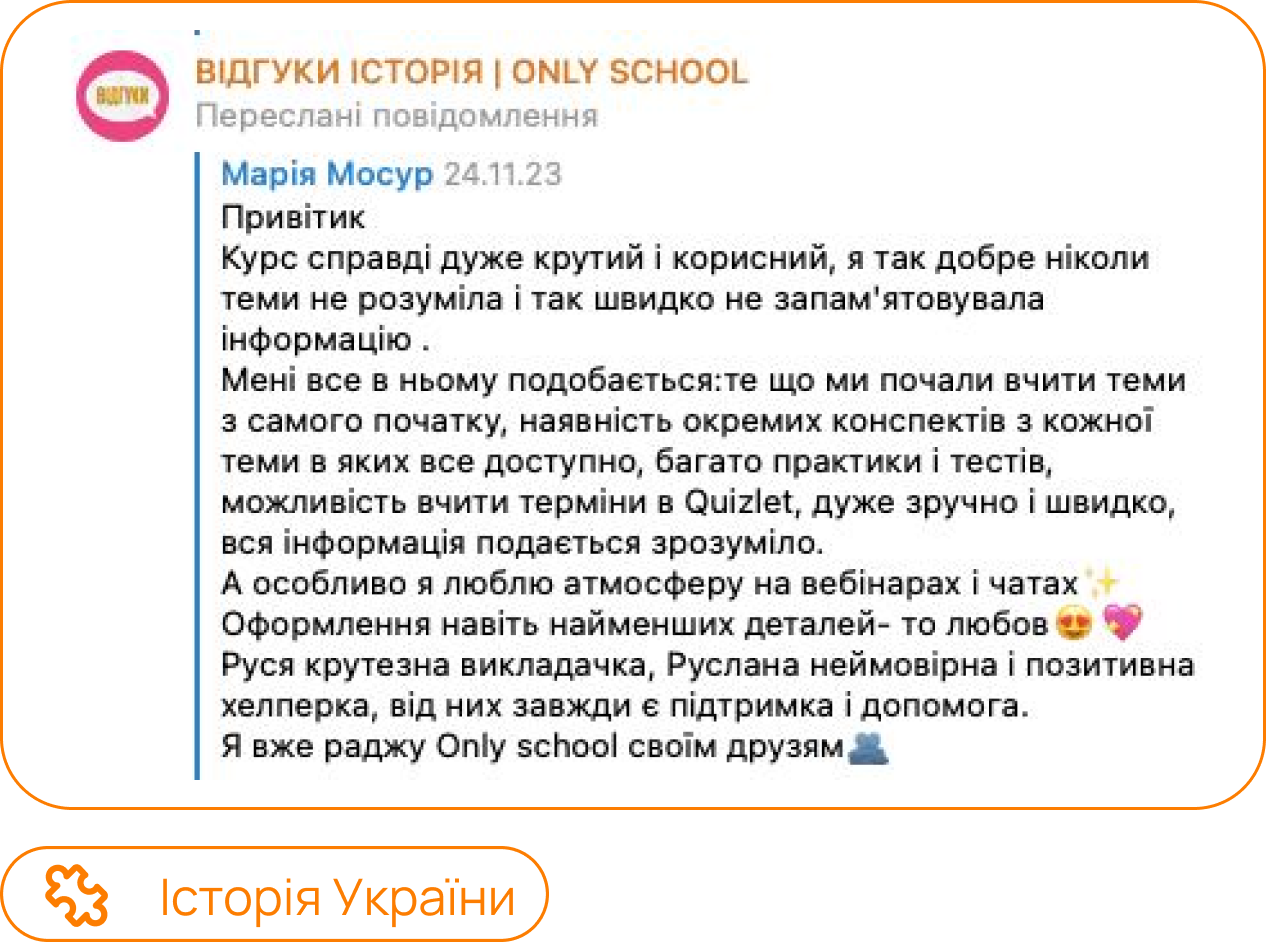 ВІДГУКИ ІСТОРІЯ | ONLY SCHOOL
ВІДГУКИ
Переслані повідомлення
Марія Мосур 24.11.23
Привітик
Курс справді дуже крутий і корисний, я так добре ніколи
теми не розуміла і так швидко не запам'ятовувала
інформацію .
Мені все в ньому подобається:те що ми почали вчити теми
з самого початку, наявність окремих конспектів з кожної
теми в яких все доступно, багато практики і тестів,
можливість вчити терміни в Quizlet, дуже зручно і швидко,
вся інформація подається зрозуміло.
А особливо я люблю атмосферу на вебінарах і чатах✨
Оформлення навіть найменших деталей- то любов😍💖
Руся крутезна викладачка, Руслана неймовірна і позитивна
хелперка, від них завжди є підтримка і допомога.
Я вже раджу Only school своїм друзям🫂
Історія України